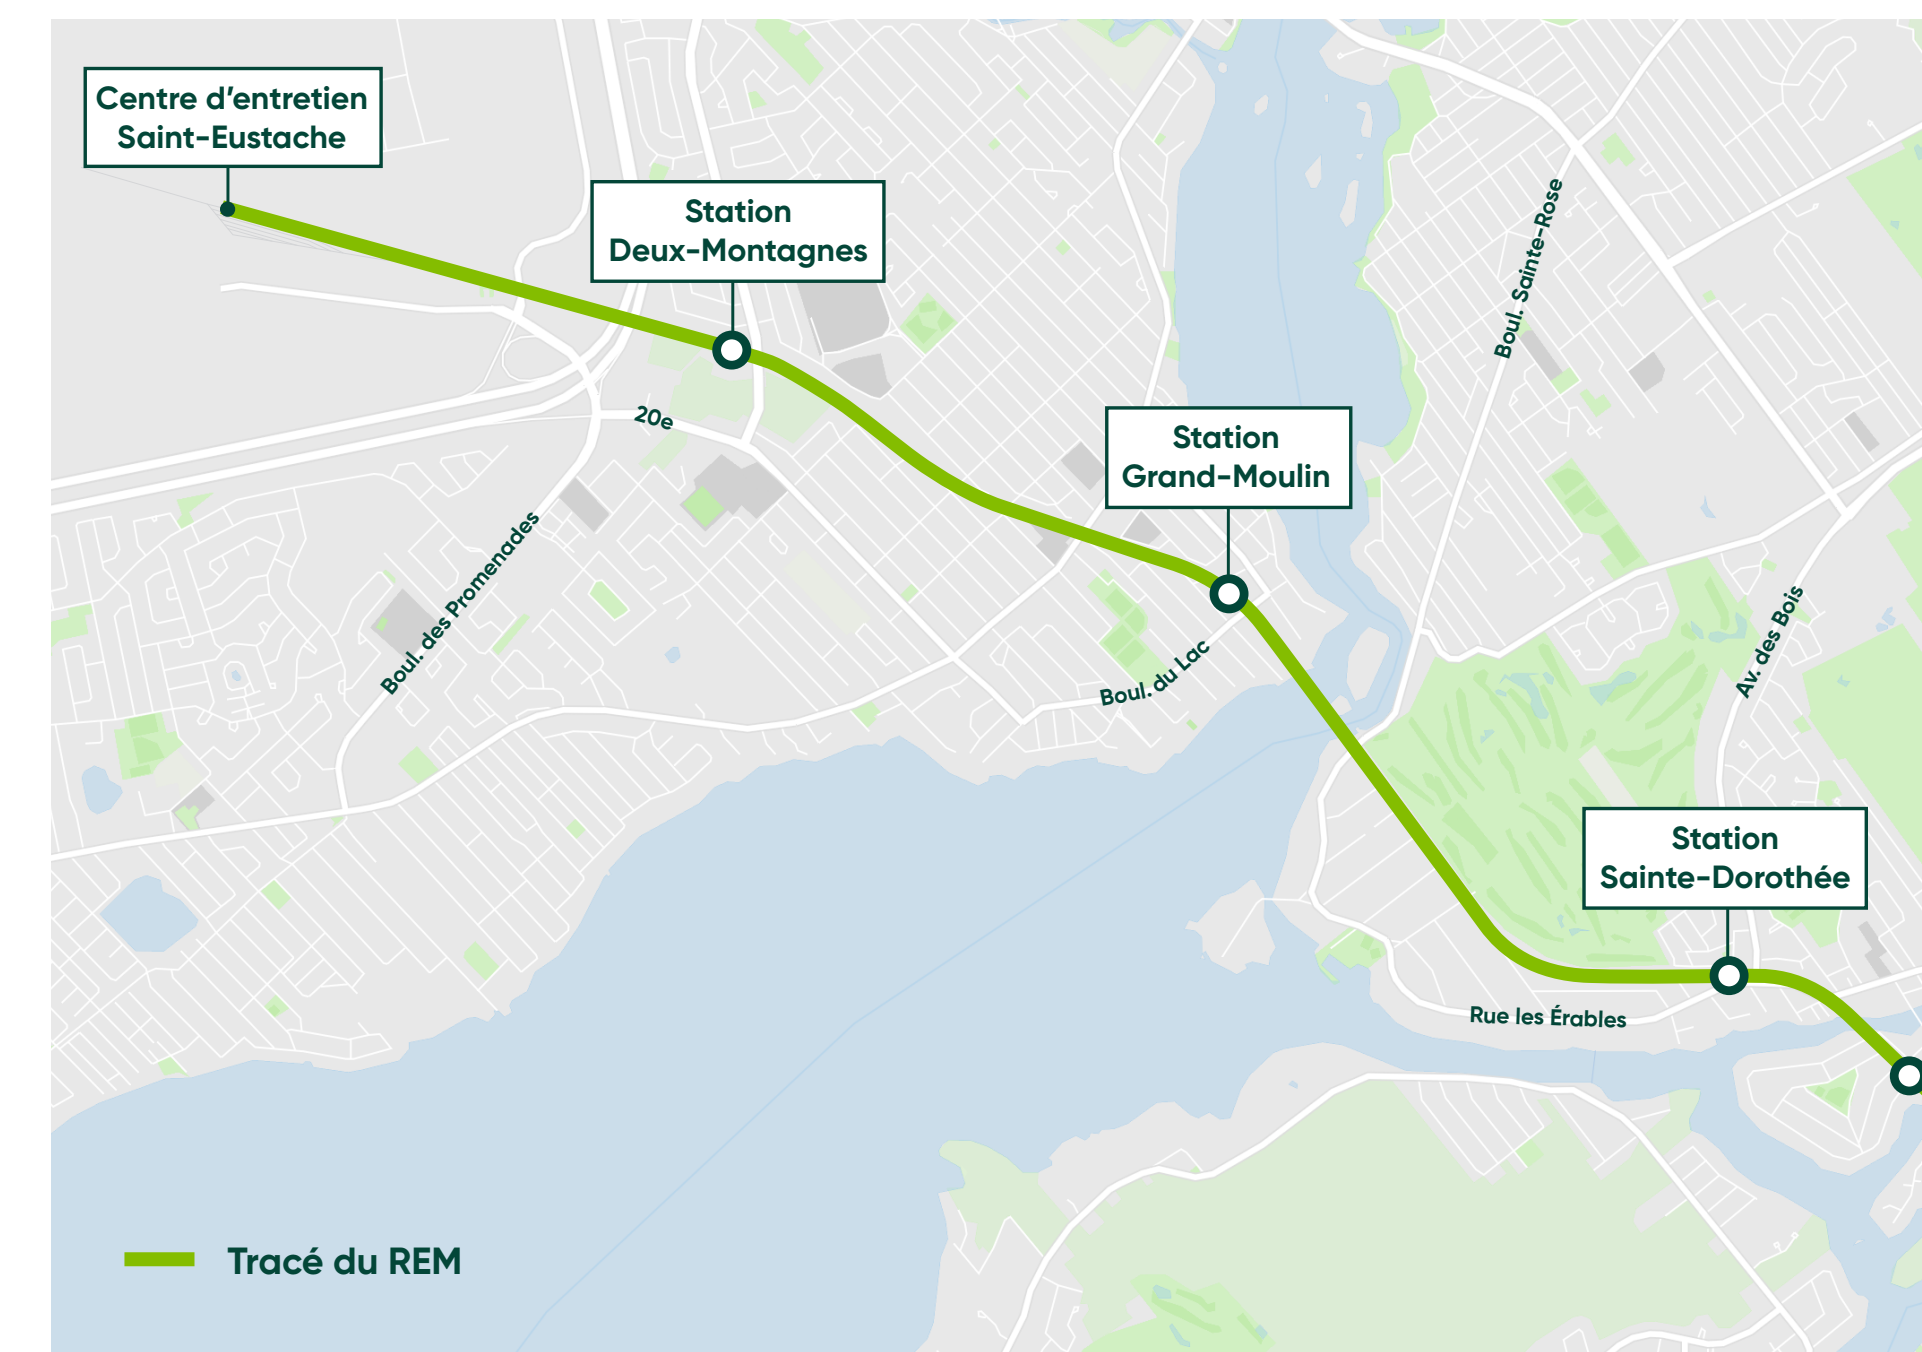 Centre d'entretien
Saint-Eustache
Station
Deux-Montagnes
Boul. Sainte-Rose
20e
Station
Grand-Moulin
Boul. des Promenades
Boul. du Lac
Av. des Bois
Station
Sainte-Dorothée
Rue les Érables
Tracé du REM